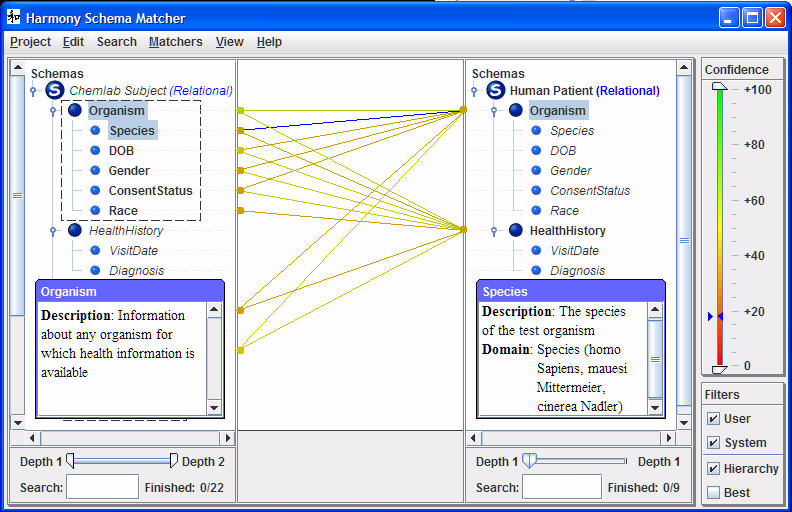 Harmony Schema Matcher
Project Edit Search Matchers View Help
Schemas
Chemlab Subject (Relational)
Organism
Species
DOB
Gender
ConsentStatus
Race
HealthHistory
VisitDate
Diagnosis
Organism
Description: Information
about any organism for
which health information is
available
Depth 1 Depth 2
Search: Finished: 0/22
Schemas
Human Patient (Relational)
Organism
Species
DOB
Gender
ConsentStatus
Race
HealthHistory
VisitDate
Diagnosis
Species
Description: The species
of the test organism
Domain: Species (homo
Sapiens, mauesi
Mittermeier,
cinerea Nadler)
Depth 1 Depth 1
Search: Finished: 0/9
Confidence
+100
+80
+60
+40
+20
0
Filters
User
System
Hierarchy
Best